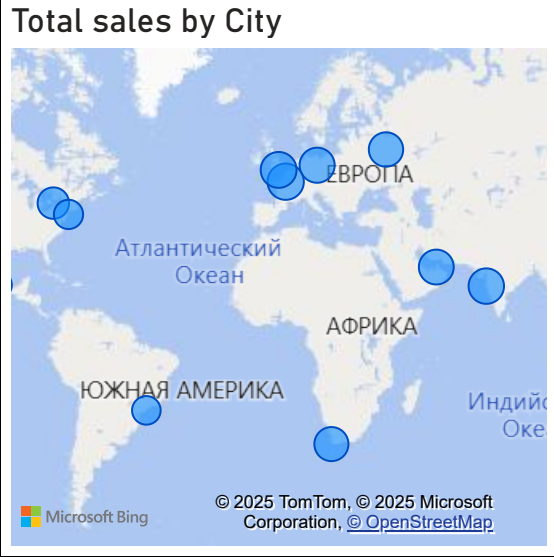 Total sales by City
ЕВРОПА
Атлантический
Океан
АФРИКА
ЮЖНАЯ АМЕРИКА
Индийс
Оке
© 2025 TomTom, © 2025 Microsoft
Microsoft Bing
Corporation, © OpenStreetMap